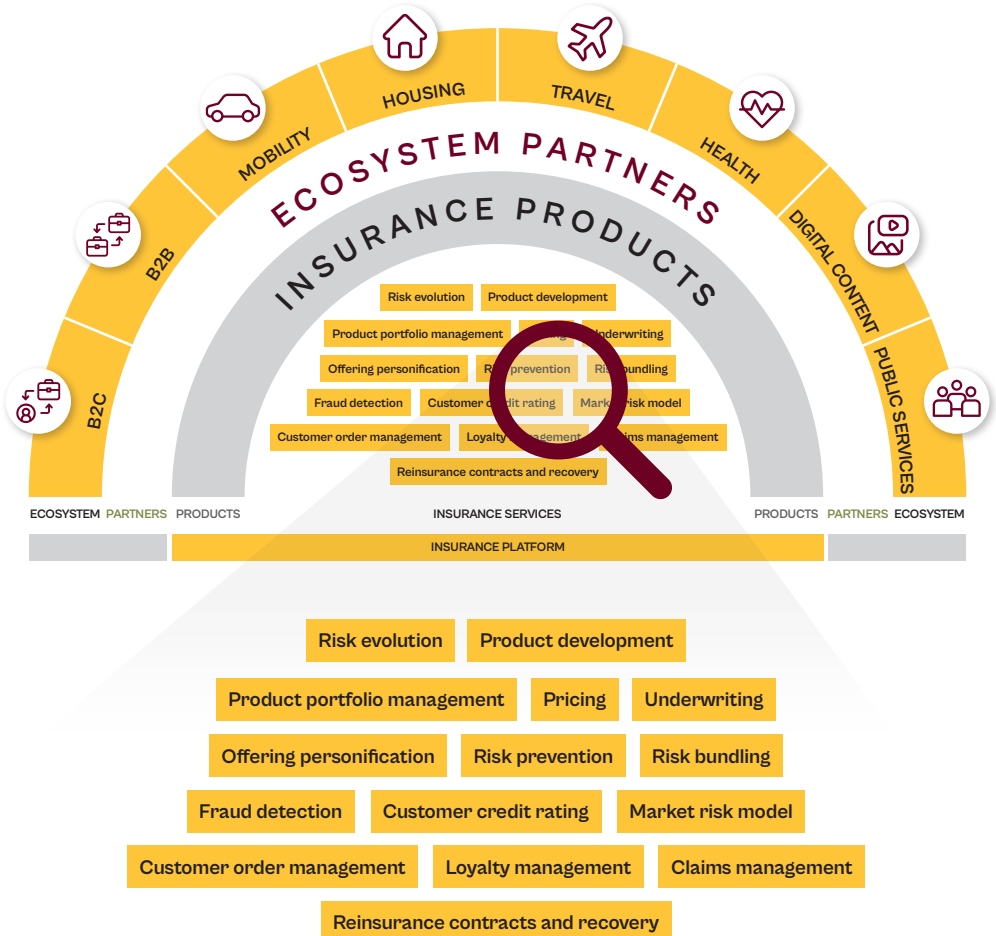 HOUSING
TRAVEL
MOBILITY
HEALTH
B2B
DIGITAL CONTENT
B2C
PUBLIC SERVICES
ECOSYSTEM PARTNERS
INSURANCE PRODUCTS
Risk evolution Product development
Product portfolio management Underwriting
Offering personification Risk prevention Risk bundling
Fraud detection Customer credit rating Market risk model
Customer order management Loyalty management Claims management
Reinsurance contracts and recovery
ECOSYSTEM PARTNERS PRODUCTS INSURANCE SERVICES PRODUCTS PARTNERS ECOSYSTEM
INSURANCE PLATFORM
Risk evolution Product development
Product portfolio management Pricing Underwriting
Offering personification Risk prevention Risk bundling
Fraud detection Customer credit rating Market risk model
Customer order management Loyalty management Claims management
Reinsurance contracts and recovery